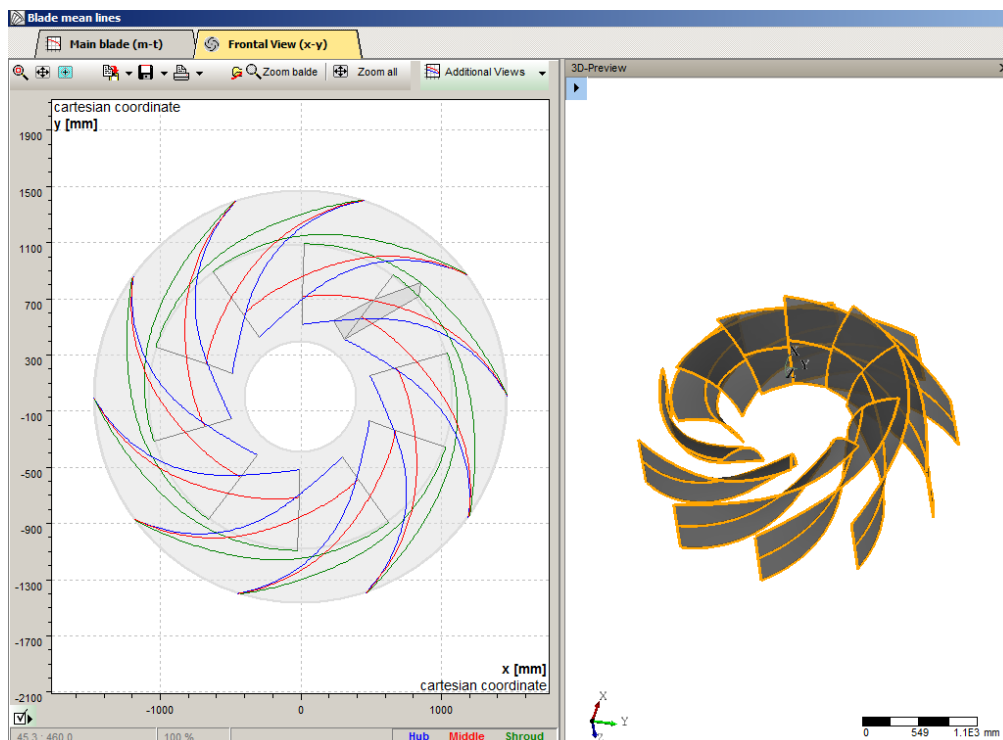 Blade mean lines
Main blade (m-t)
Frontal View (x-y)
Zoom balde
Zoom all
Additional Views
3D-Preview
cartesian coordinate
y [mm]
1900
1500
1100
700
300
-100
-500
-900
-1300
-1700
-2100
x [mm]
cartesian coordinate
-1000
0
1000
45.3 : 460.0
100 %
Hub
Middle
Shroud
X
Y
Z
X
Y
Z
0
549
1.1E3 mm